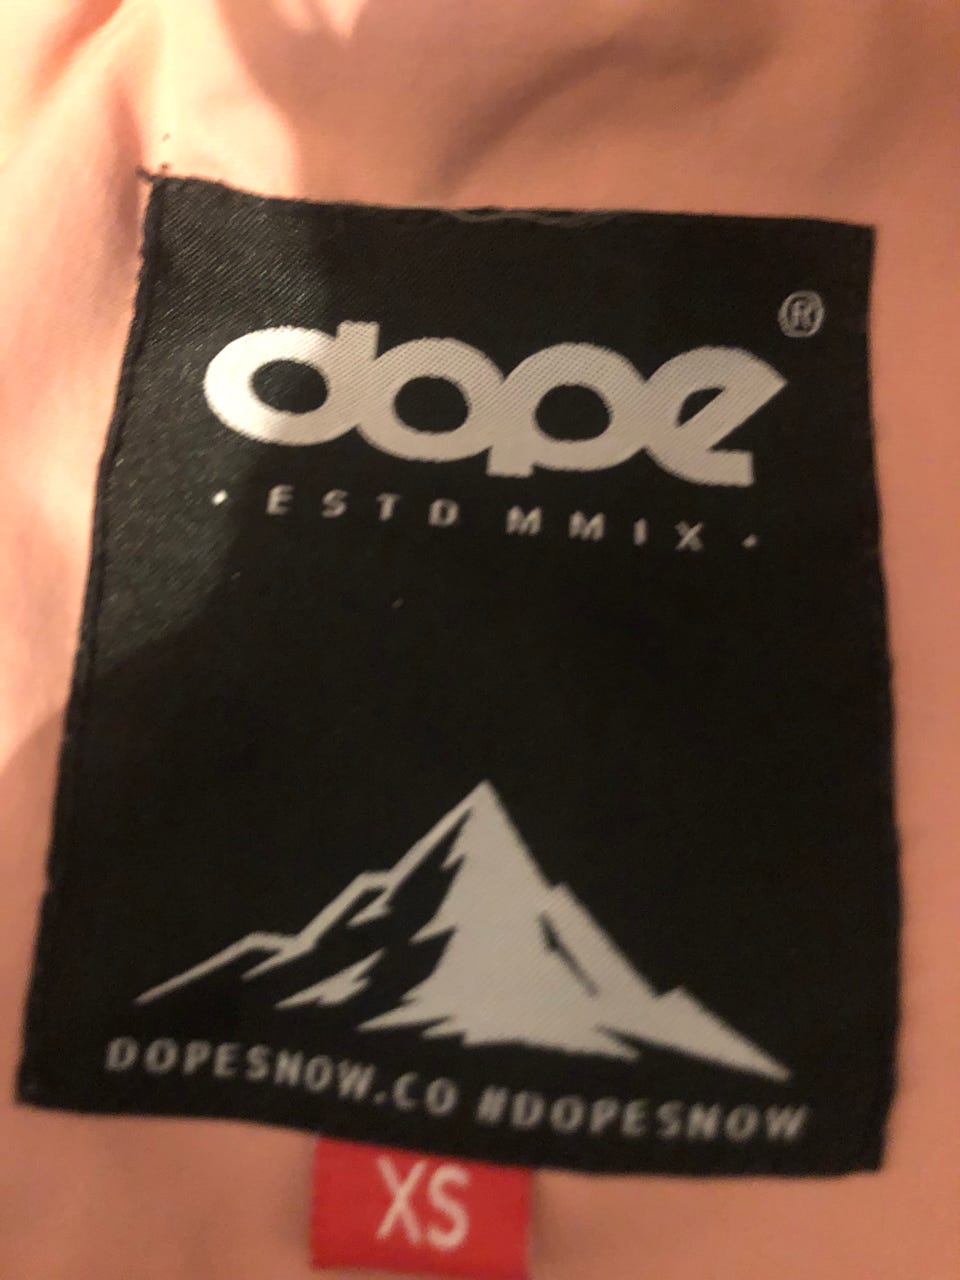 dope ®
• ESTD MMIX •
DOPESNOW.CO #DOPESNOW
XS